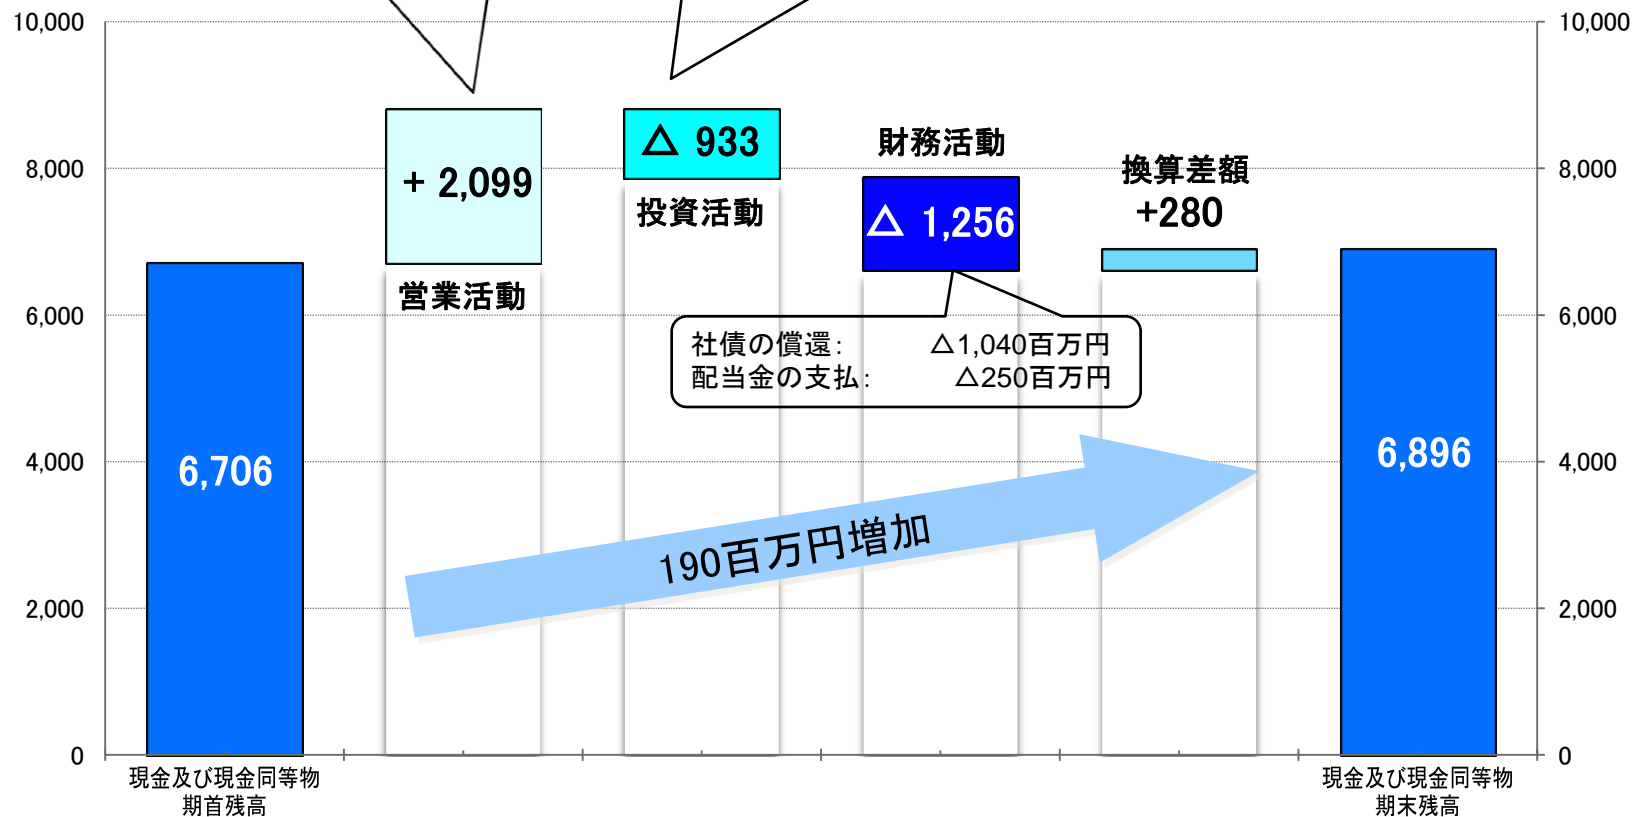 10,000
8,000
6,000
4,000
2,000
0
10,000
8,000
6,000
4,000
2,000
0
6,706
+ 2,099
営業活動
△ 933
投資活動
財務活動
△ 1,256
換算差額
+280
社債の償還: △1,040百万円
配当金の支払: △250百万円
190百万円増加
6,896
現金及び現金同等物
期首残高
現金及び現金同等物
期末残高